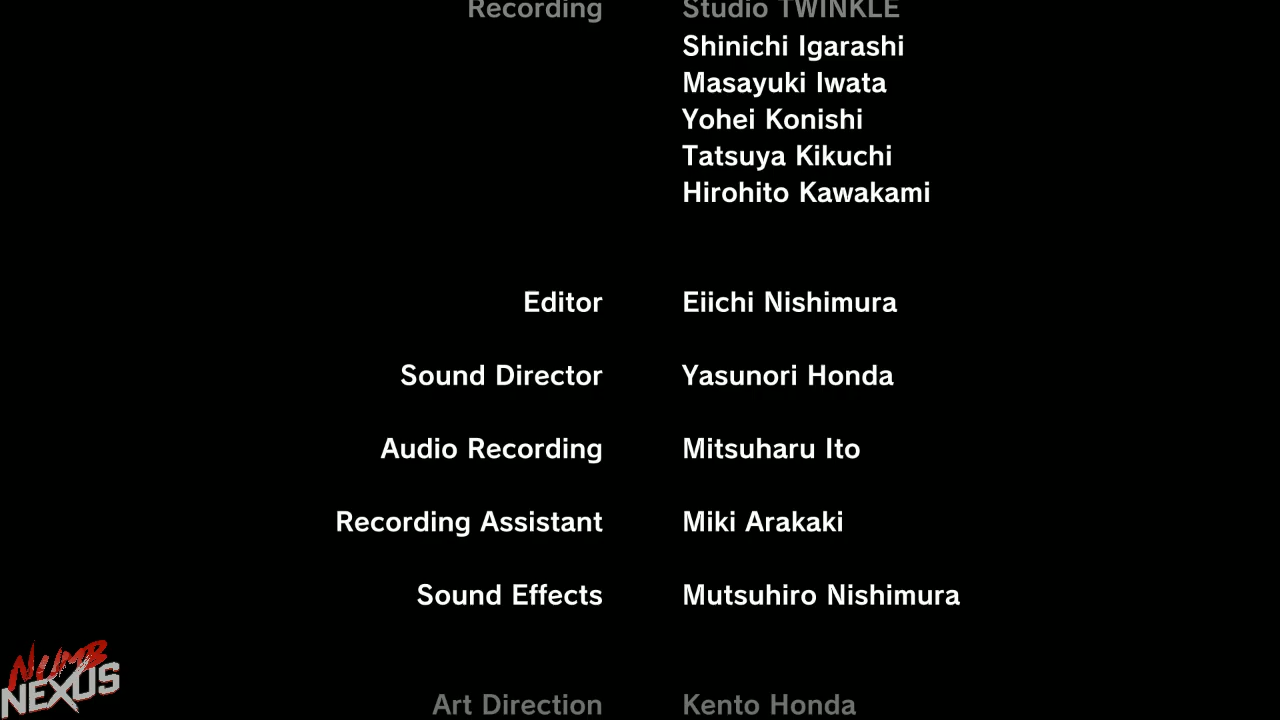 Recording Studio TWINKLE
Shinichi Igarashi
Masayuki Iwata
Yohei Konishi
Tatsuya Kikuchi
Hirohito Kawakami
Editor Eiichi Nishimura
Sound Director Yasunori Honda
Audio Recording Mitsuharu Ito
Recording Assistant Miki Arakaki
Sound Effects Mutsuhiro Nishimura
NUMB
NEXUS
Art Direction Kento Honda